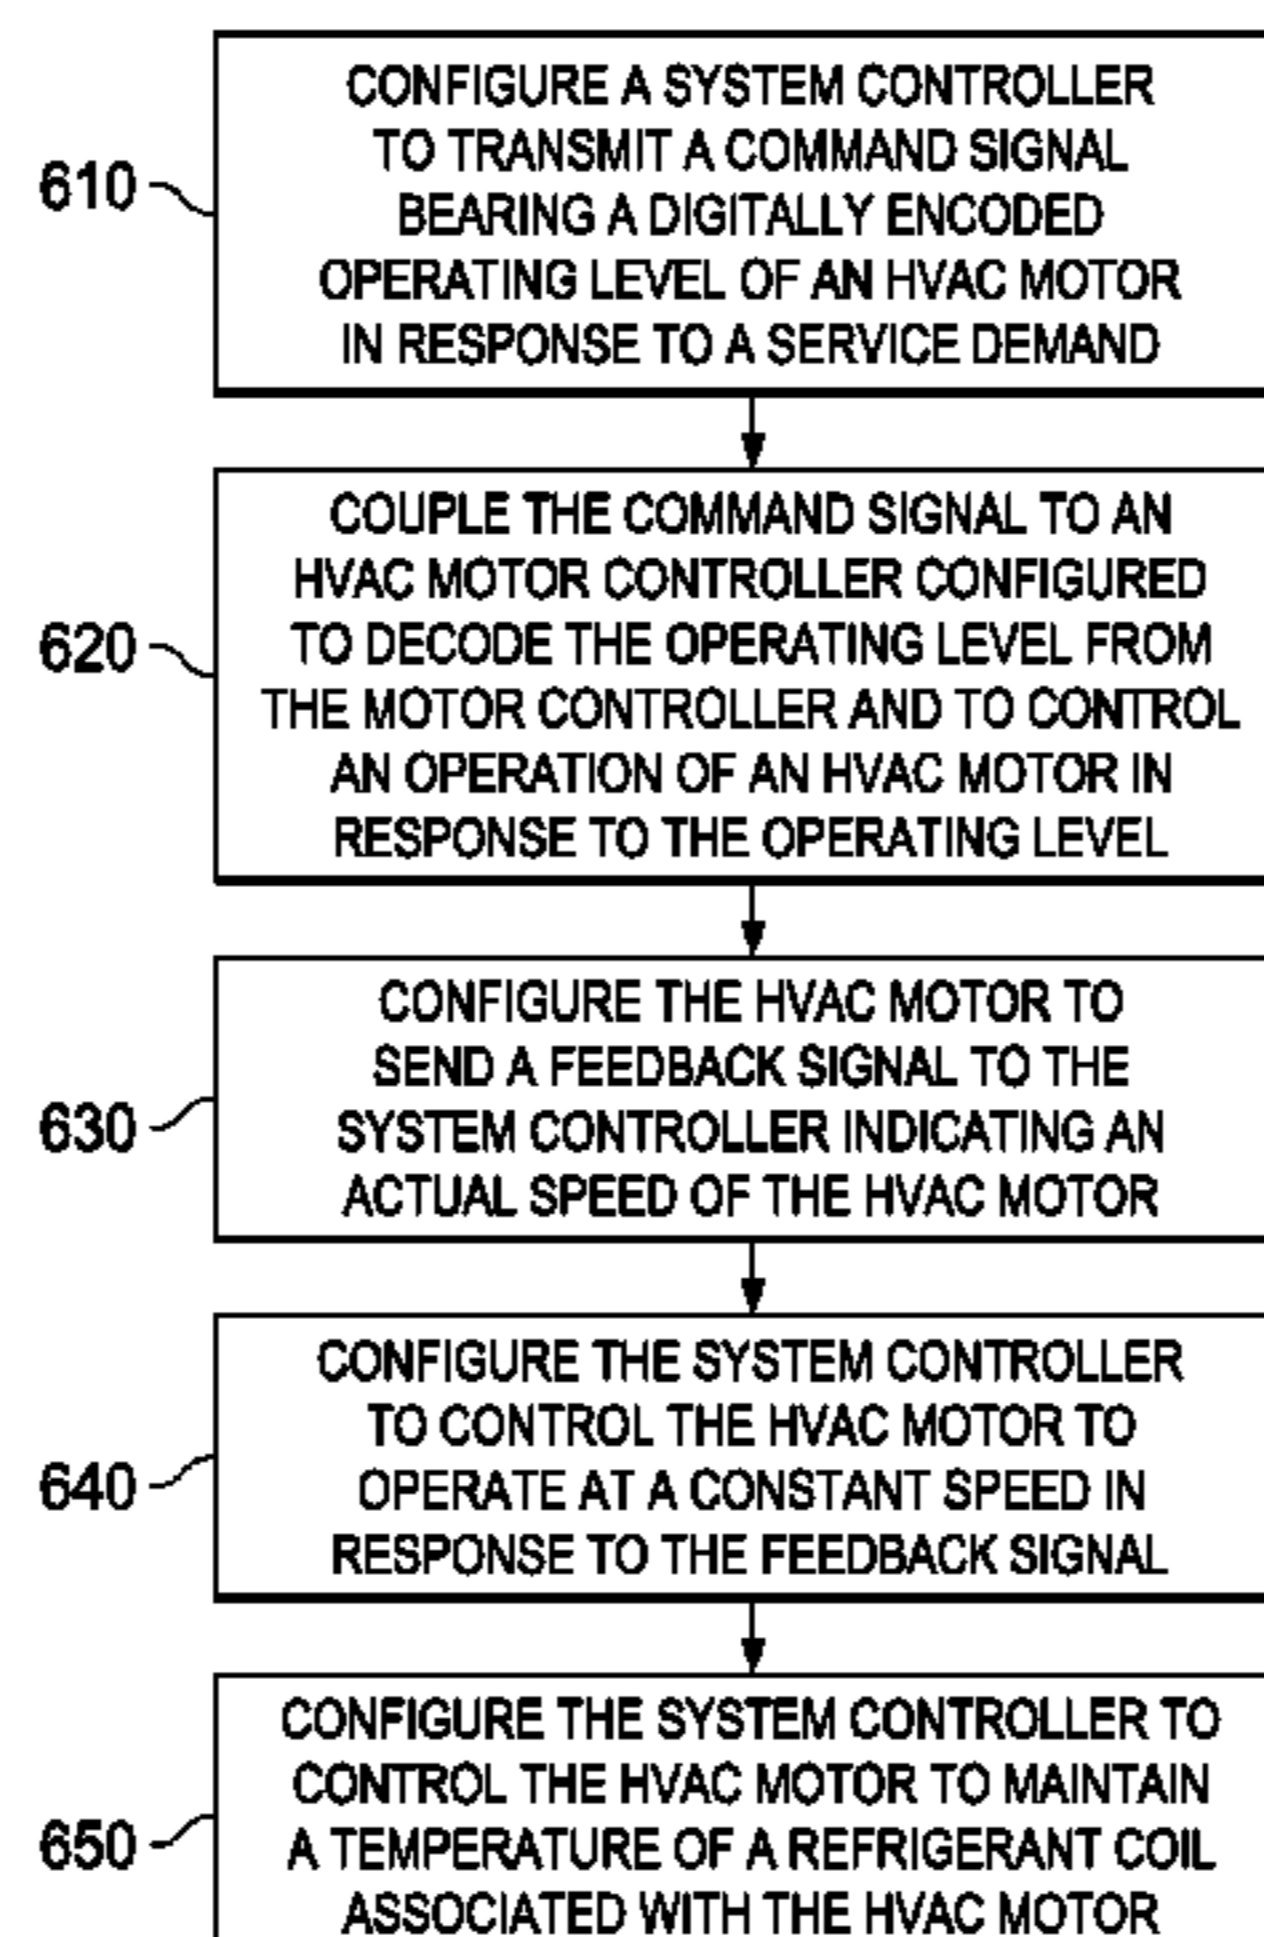 610
CONFIGURE A SYSTEM CONTROLLER
TO TRANSMIT A COMMAND SIGNAL
BEARING A DIGITALLY ENCODED
OPERATING LEVEL OF AN HVAC MOTOR
IN RESPONSE TO A SERVICE DEMAND
620
COUPLE THE COMMAND SIGNAL TO AN
HVAC MOTOR CONTROLLER CONFIGURED
TO DECODE THE OPERATING LEVEL FROM
THE MOTOR CONTROLLER AND TO CONTROL
AN OPERATION OF AN HVAC MOTOR IN
RESPONSE TO THE OPERATING LEVEL
630
CONFIGURE THE HVAC MOTOR TO
SEND A FEEDBACK SIGNAL TO THE
SYSTEM CONTROLLER INDICATING AN
ACTUAL SPEED OF THE HVAC MOTOR
640
CONFIGURE THE SYSTEM CONTROLLER
TO CONTROL THE HVAC MOTOR TO
OPERATE AT A CONSTANT SPEED IN
RESPONSE TO THE FEEDBACK SIGNAL
650
CONFIGURE THE SYSTEM CONTROLLER TO
CONTROL THE HVAC MOTOR TO MAINTAIN
A TEMPERATURE OF A REFRIGERANT COIL
ASSOCIATED WITH THE HVAC MOTOR